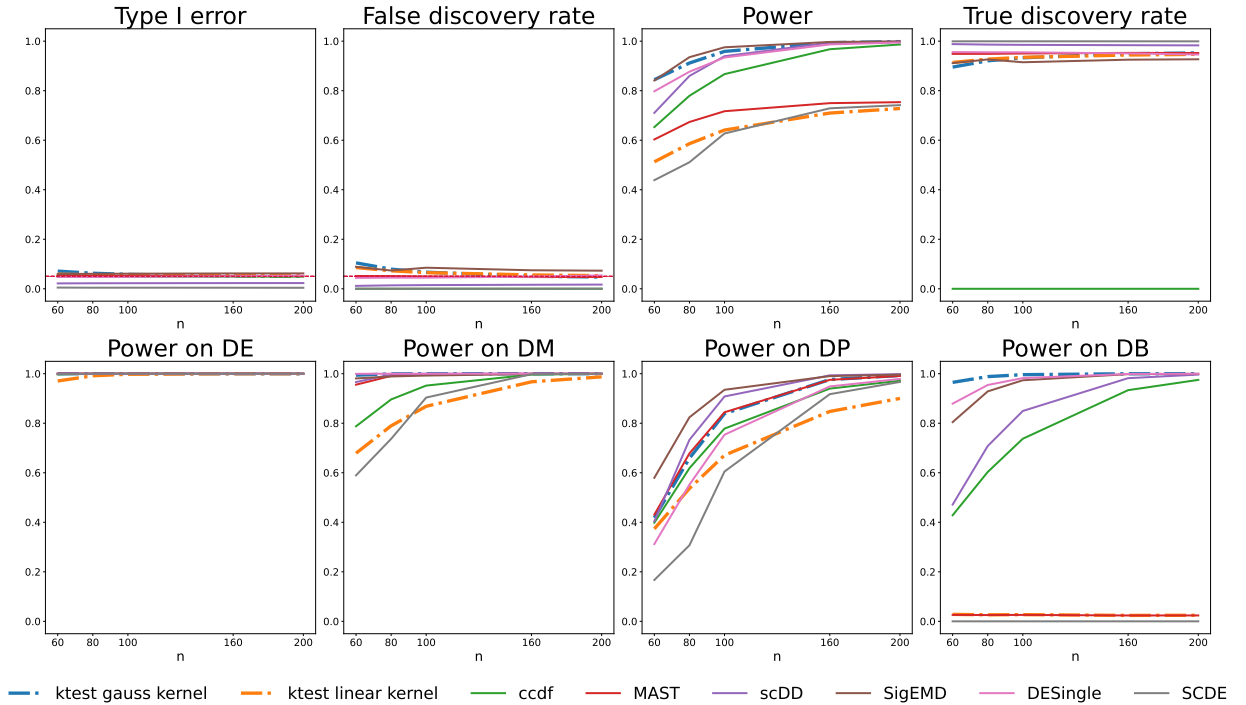 Type I error
1.0
0.8
0.6
0.4
0.2
0.0
60 80 100 160 200
n
False discovery rate
1.0
0.8
0.6
0.4
0.2
0.0
60 80 100 160 200
n
Power
1.0
0.8
0.6
0.4
0.2
0.0
60 80 100 160 200
n
True discovery rate
1.0
0.8
0.6
0.4
0.2
0.0
60 80 100 160 200
n
Power on DE
1.0
0.8
0.6
0.4
0.2
0.0
60 80 100 160 200
n
Power on DM
1.0
0.8
0.6
0.4
0.2
0.0
60 80 100 160 200
n
Power on DP
1.0
0.8
0.6
0.4
0.2
0.0
60 80 100 160 200
n
Power on DB
1.0
0.8
0.6
0.4
0.2
0.0
60 80 100 160 200
n
ktest gauss kernel ktest linear kernel ccdf MAST scDD SigEMD DESingle SCDE